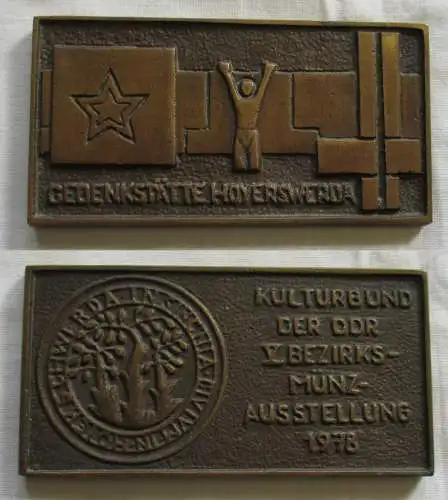 GEDENKSTÄTTE HOYERSWERDA
KULTURBUND
DER DDR
V. BEZIRKS-
MÜNZ-
AUSSTELLUNG
1978